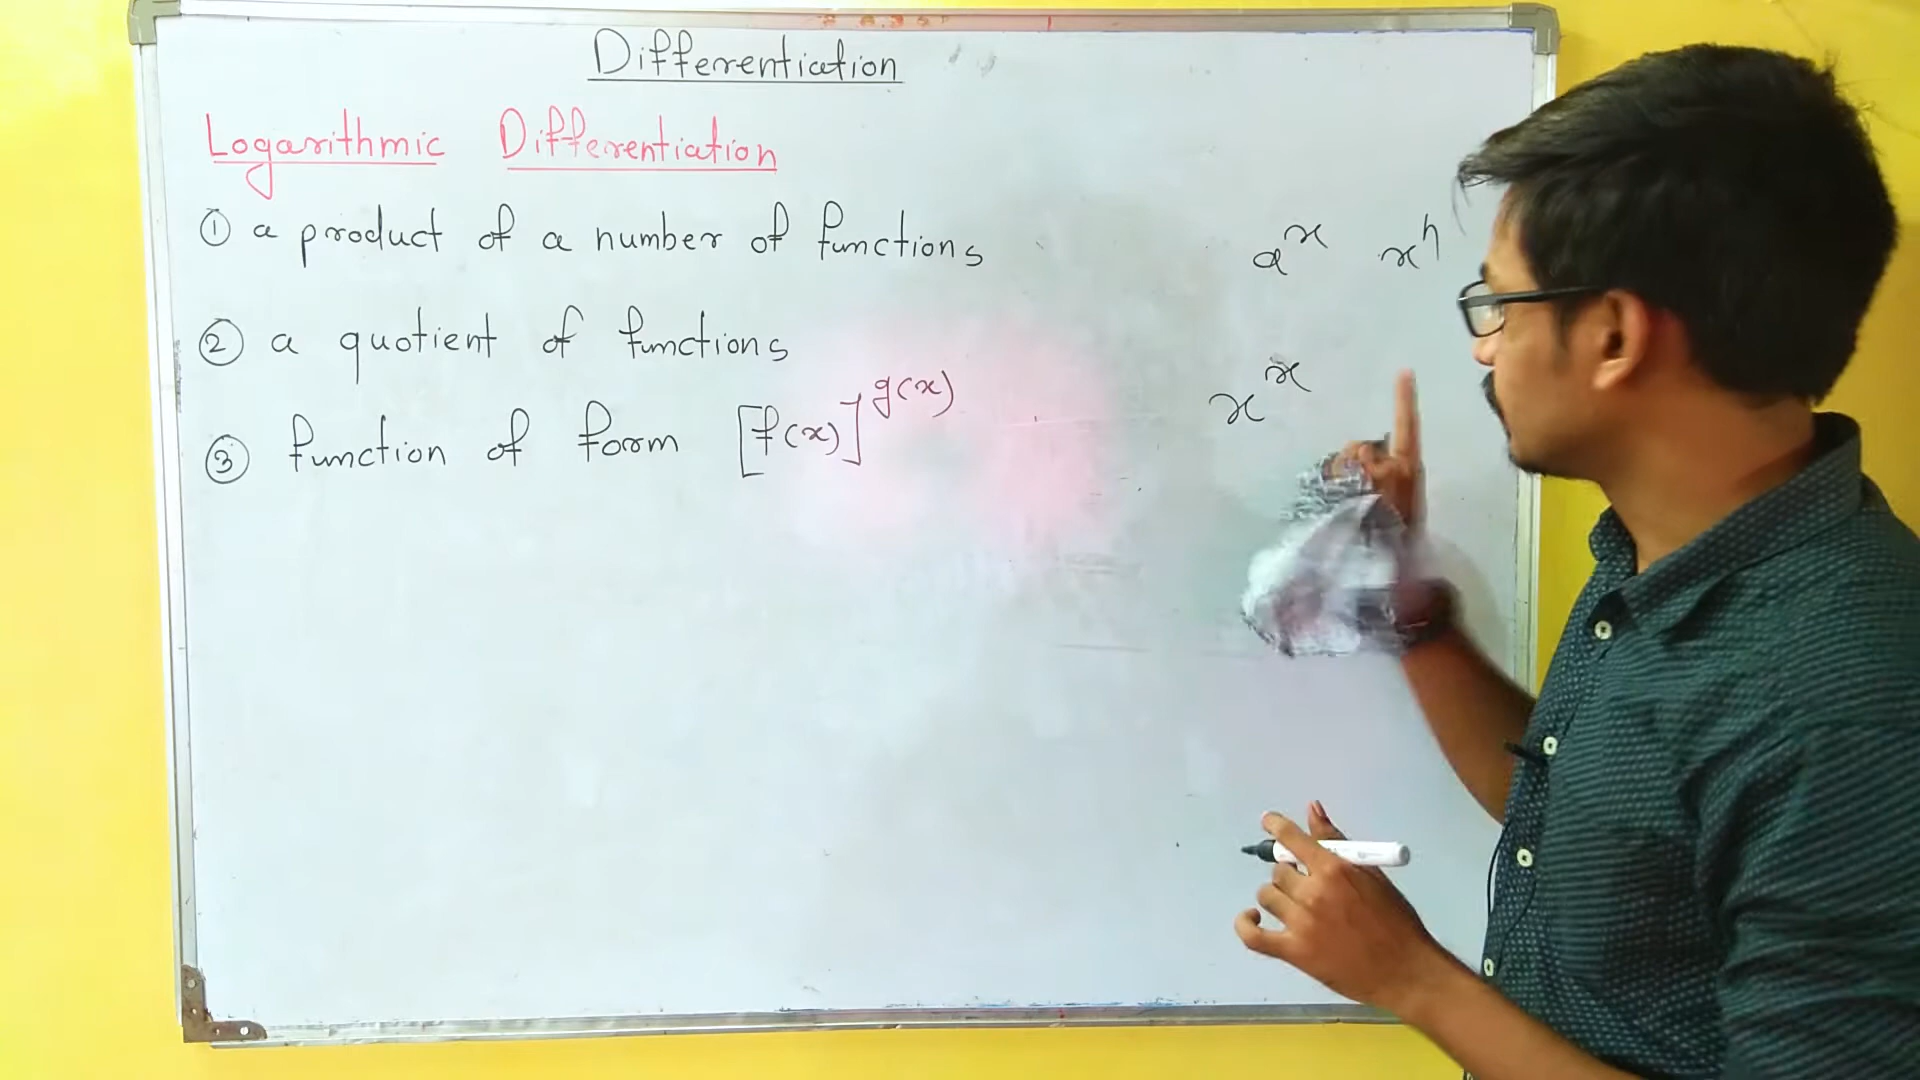 Differentiation
Logarithmic Differentiation
① a product of a number of functions
② a quotient of functions
③ function of form [f(x)]^g(x)
a^x x^n
x^x